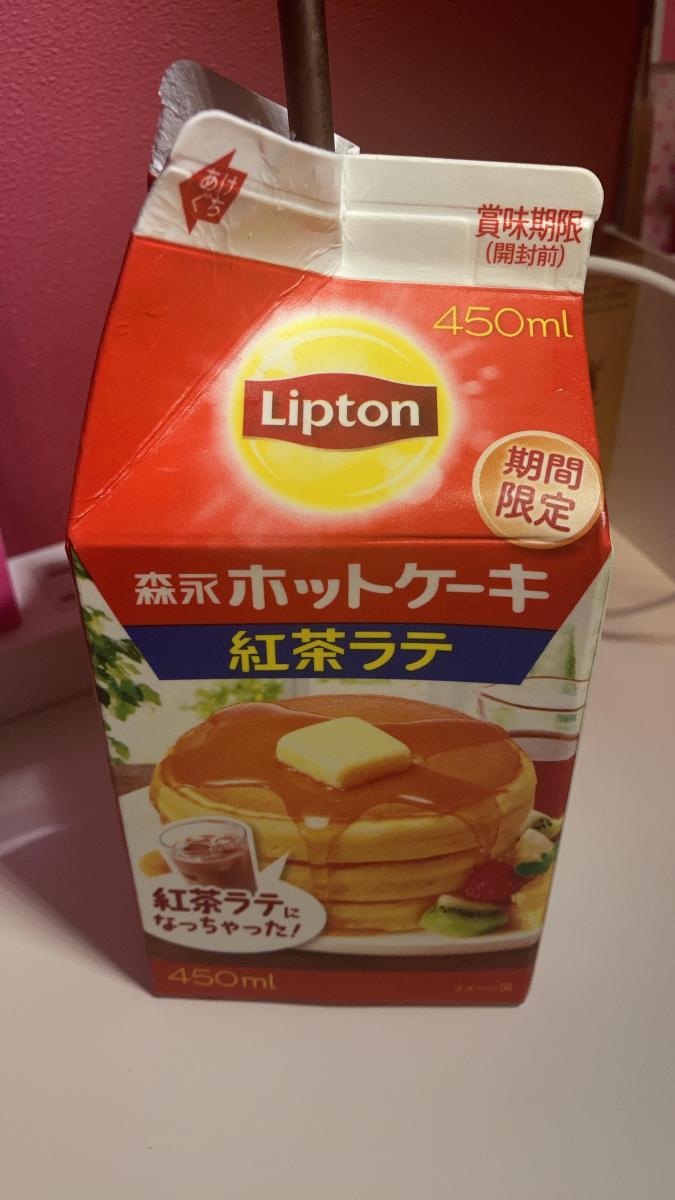 あけ
ぐち
賞味期限
(開封前)
450ml
Lipton
期間
限定
森永ホットケーキ
紅茶ラテ
紅茶ラテに
なっちゃった!
450ml
イメージ図